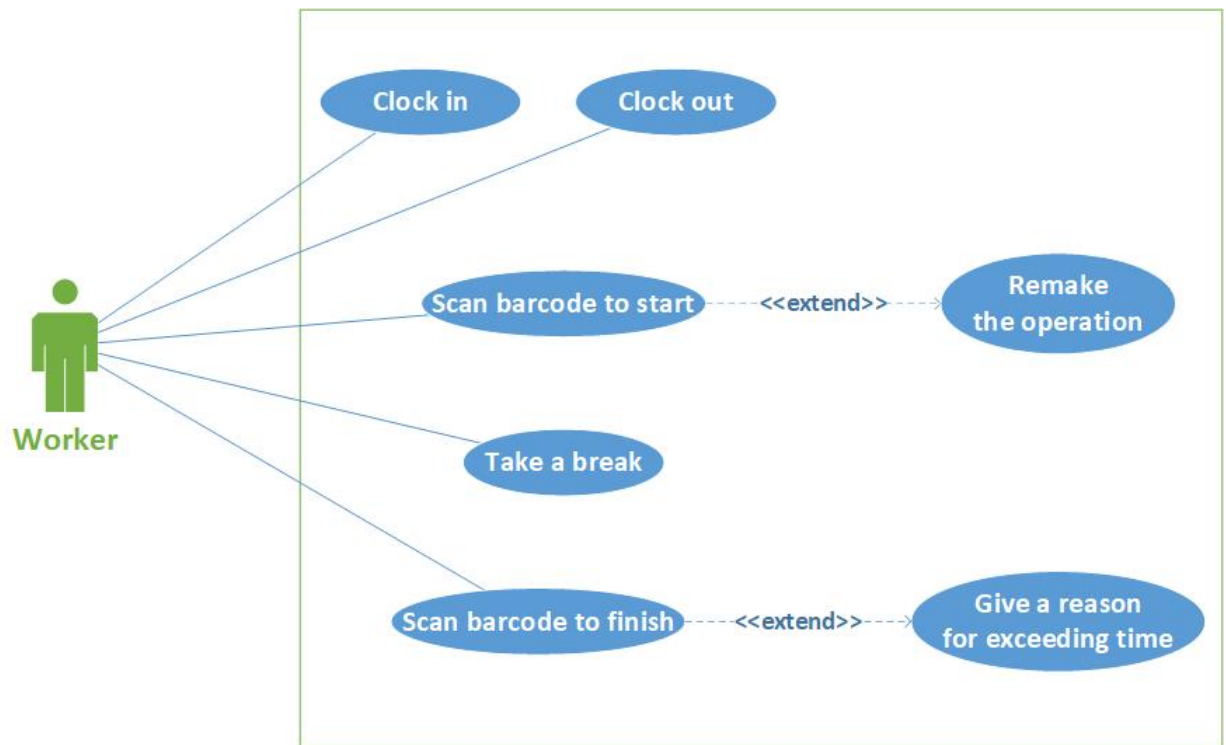 Clock in
Clock out
Scan barcode to start
<<extend>>
Remake
the operation
Worker
Take a break
Scan barcode to finish
<<extend>>
Give a reason
for exceeding time